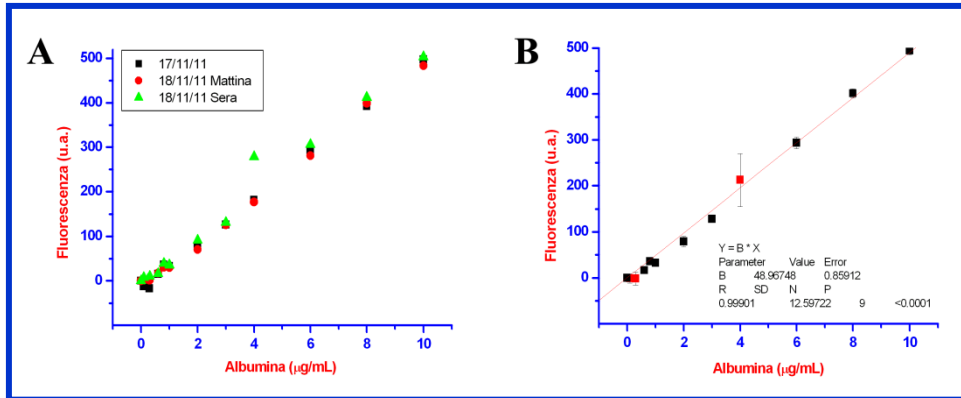 A
17/11/11
18/11/11 Mattina
18/11/11 Sera
500
400
300
200
100
0
Fluorescenza (u.a.)
0 2 4 6 8 10
Albumina (µg/mL)
B
500
400
300
200
100
0
Fluorescenza (u.a.)
Y = B * X
Parameter Value Error
B 48.96748 0.85912
R SD N P
0.99901 12.59722 9 <0.0001
0 2 4 6 8 10
Albumina (µg/mL)